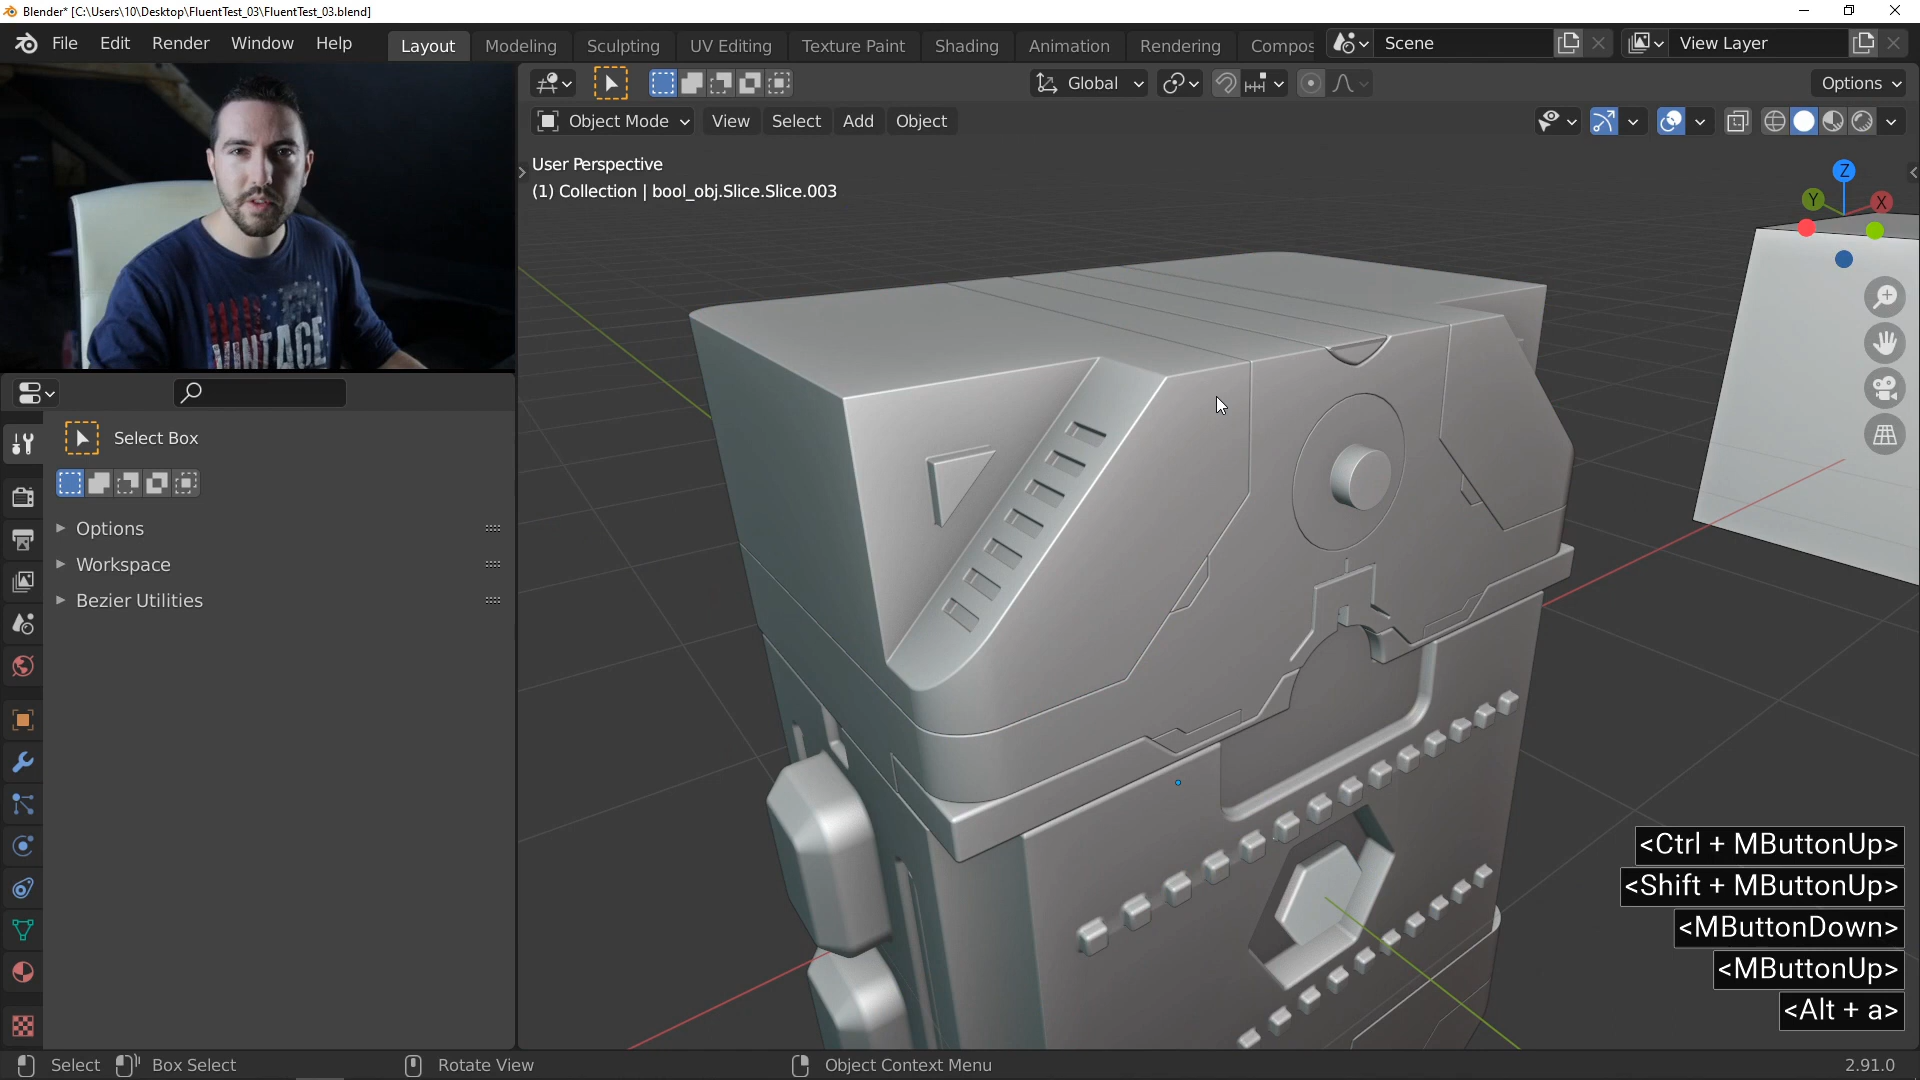 Blender* [C:\Users\10\Desktop\FluentTest_03\FluentTest_03.blend]
File Edit Render Window Help
Layout Modeling Sculpting UV Editing Texture Paint Shading Animation Rendering Compos
Scene
View Layer
Global
Options
Object Mode View Select Add Object
User Perspective
(1) Collection | bool_obj.Slice.Slice.003
Z
Y
X
VINTAGE
Select Box
Options
Workspace
Bezier Utilities
<Ctrl + MButtonUp>
<Shift + MButtonUp>
<MButtonDown>
<MButtonUp>
<Alt + a>
Select Box Select Rotate View Object Context Menu 2.91.0